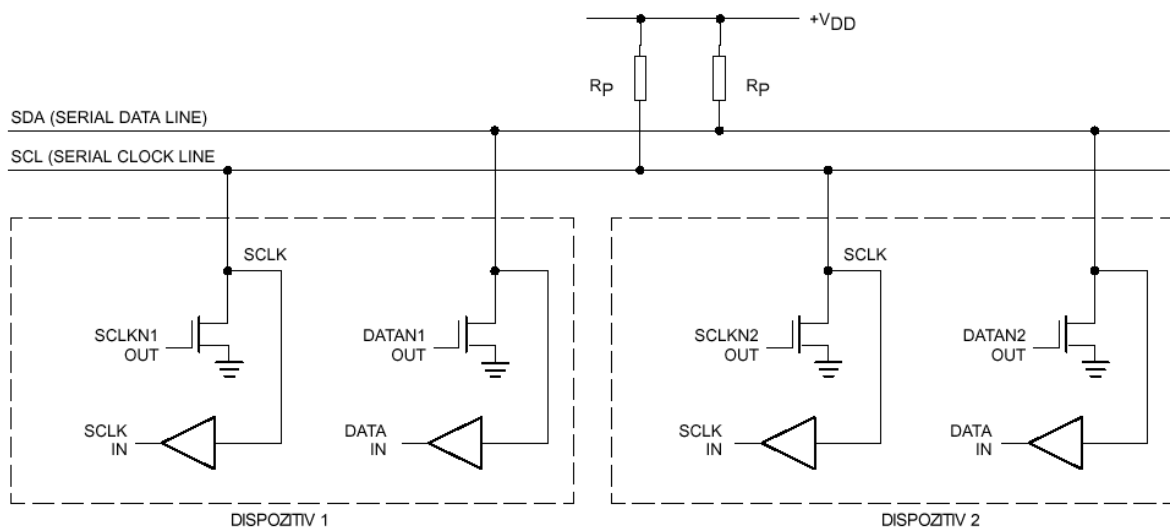 +VDD
RP
RP
SDA (SERIAL DATA LINE)
SCL (SERIAL CLOCK LINE
SCLK
SCLK
SCLKN1
OUT
DATAN1
OUT
SCLKN2
OUT
DATAN2
OUT
SCLK
IN
DATA
IN
SCLK
IN
DATA
IN
DISPOZITIV 1
DISPOZITIV 2